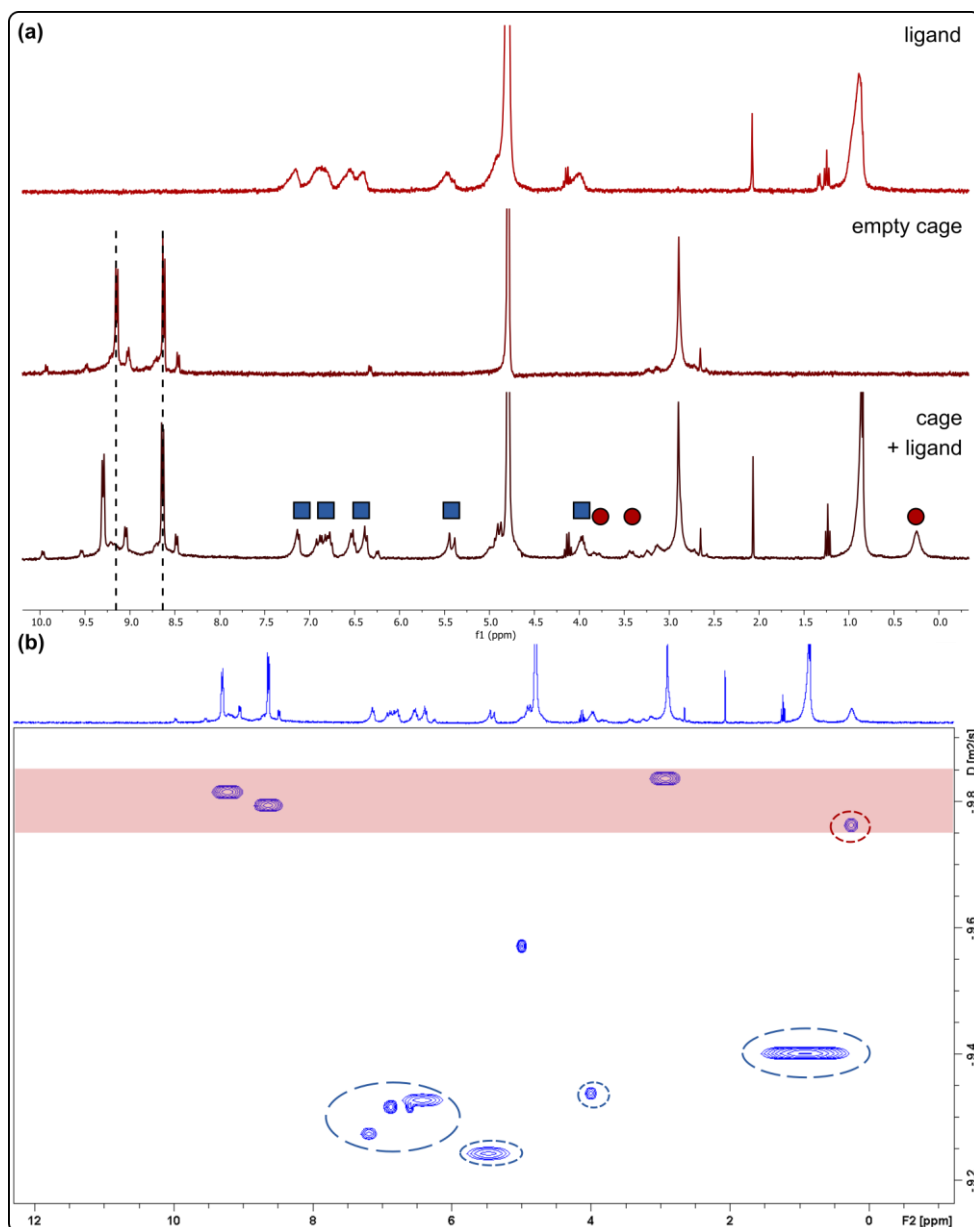 (a)
ligand
empty cage
cage
+ ligand
10.0 9.5 9.0 8.5 8.0 7.5 7.0 6.5 6.0 5.5 5.0 4.5 4.0 3.5 3.0 2.5 2.0 1.5 1.0 0.5 0.0
f1 (ppm)
(b)
D [m2/s]
-9.8
-9.6
-9.4
-9.2
12 10 8 6 4 2 0 F2 [ppm]